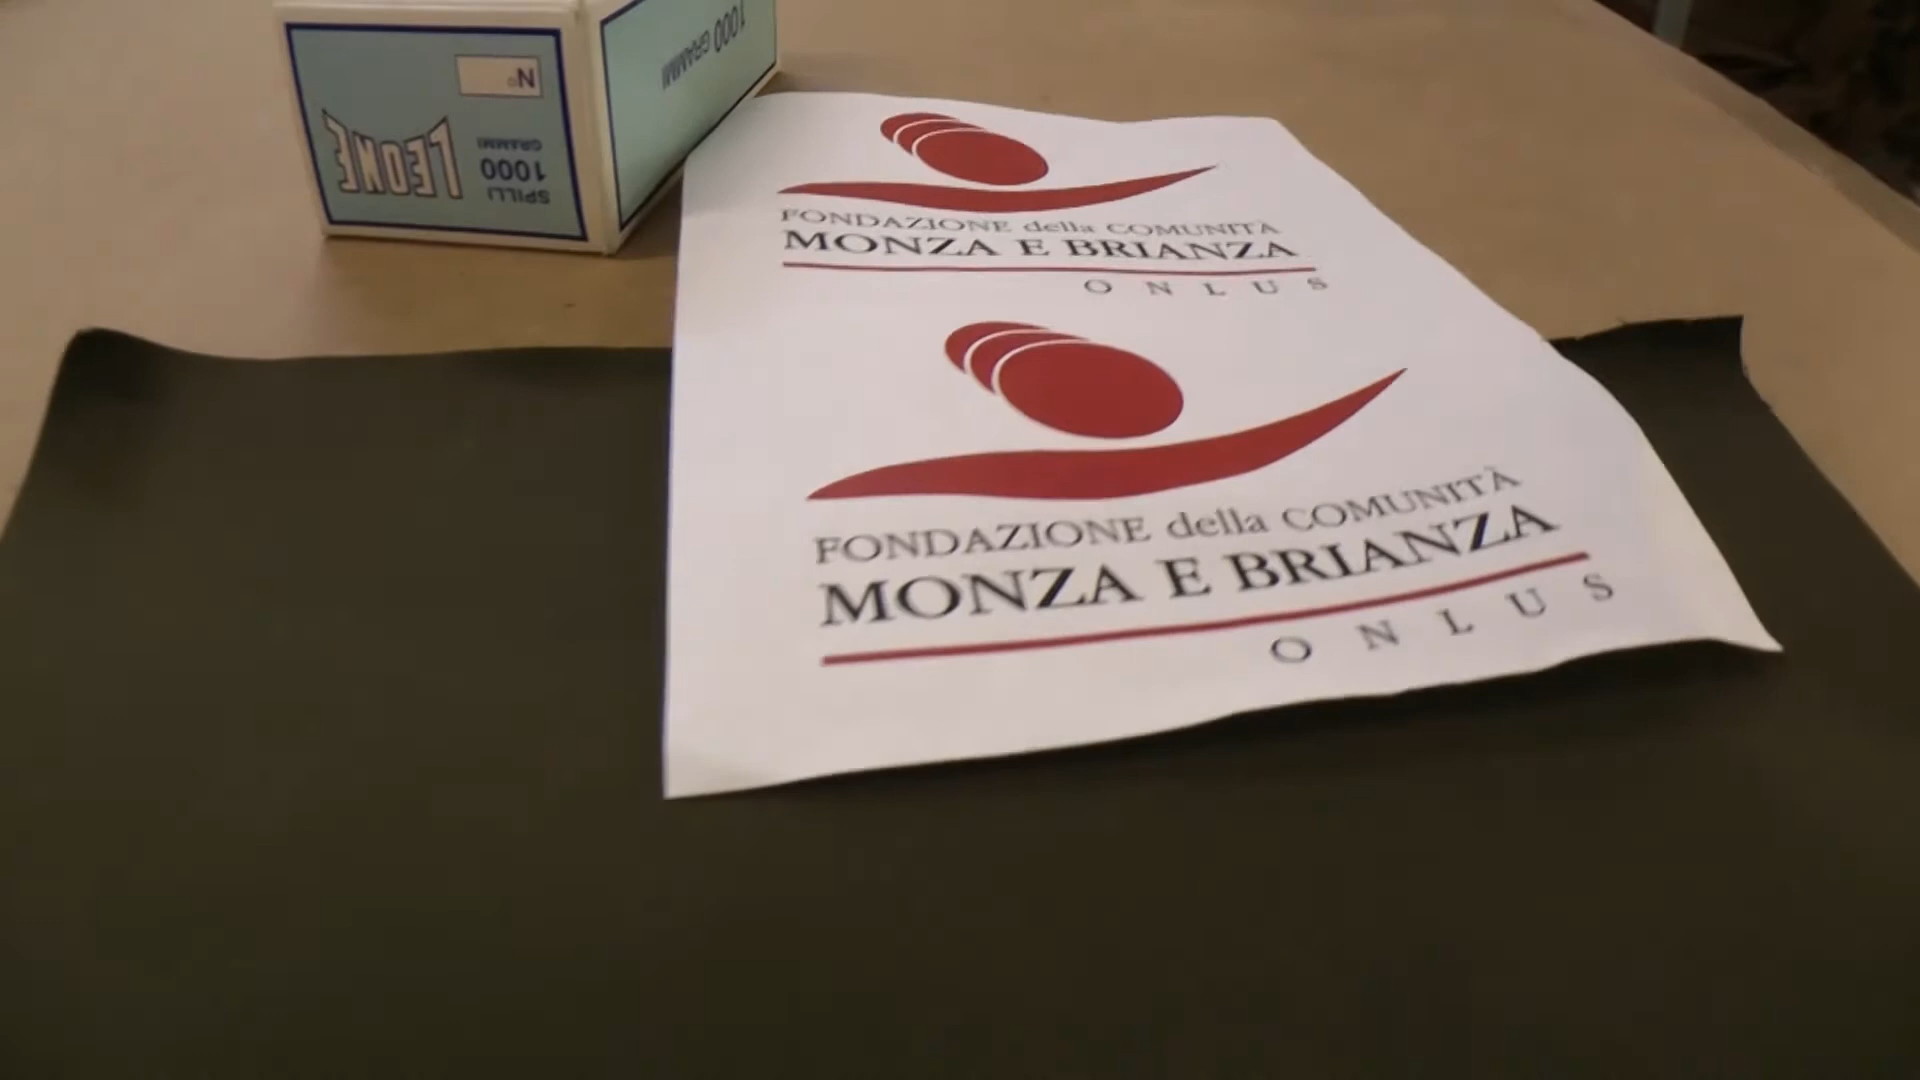 SPILLI
1000
GRAMMI
LEONE
N°
1000 GRAMMI
FONDAZIONE della COMUNITÀ
MONZA E BRIANZA
ONLUS
FONDAZIONE della COMUNITÀ
MONZA E BRIANZA
ONLUS